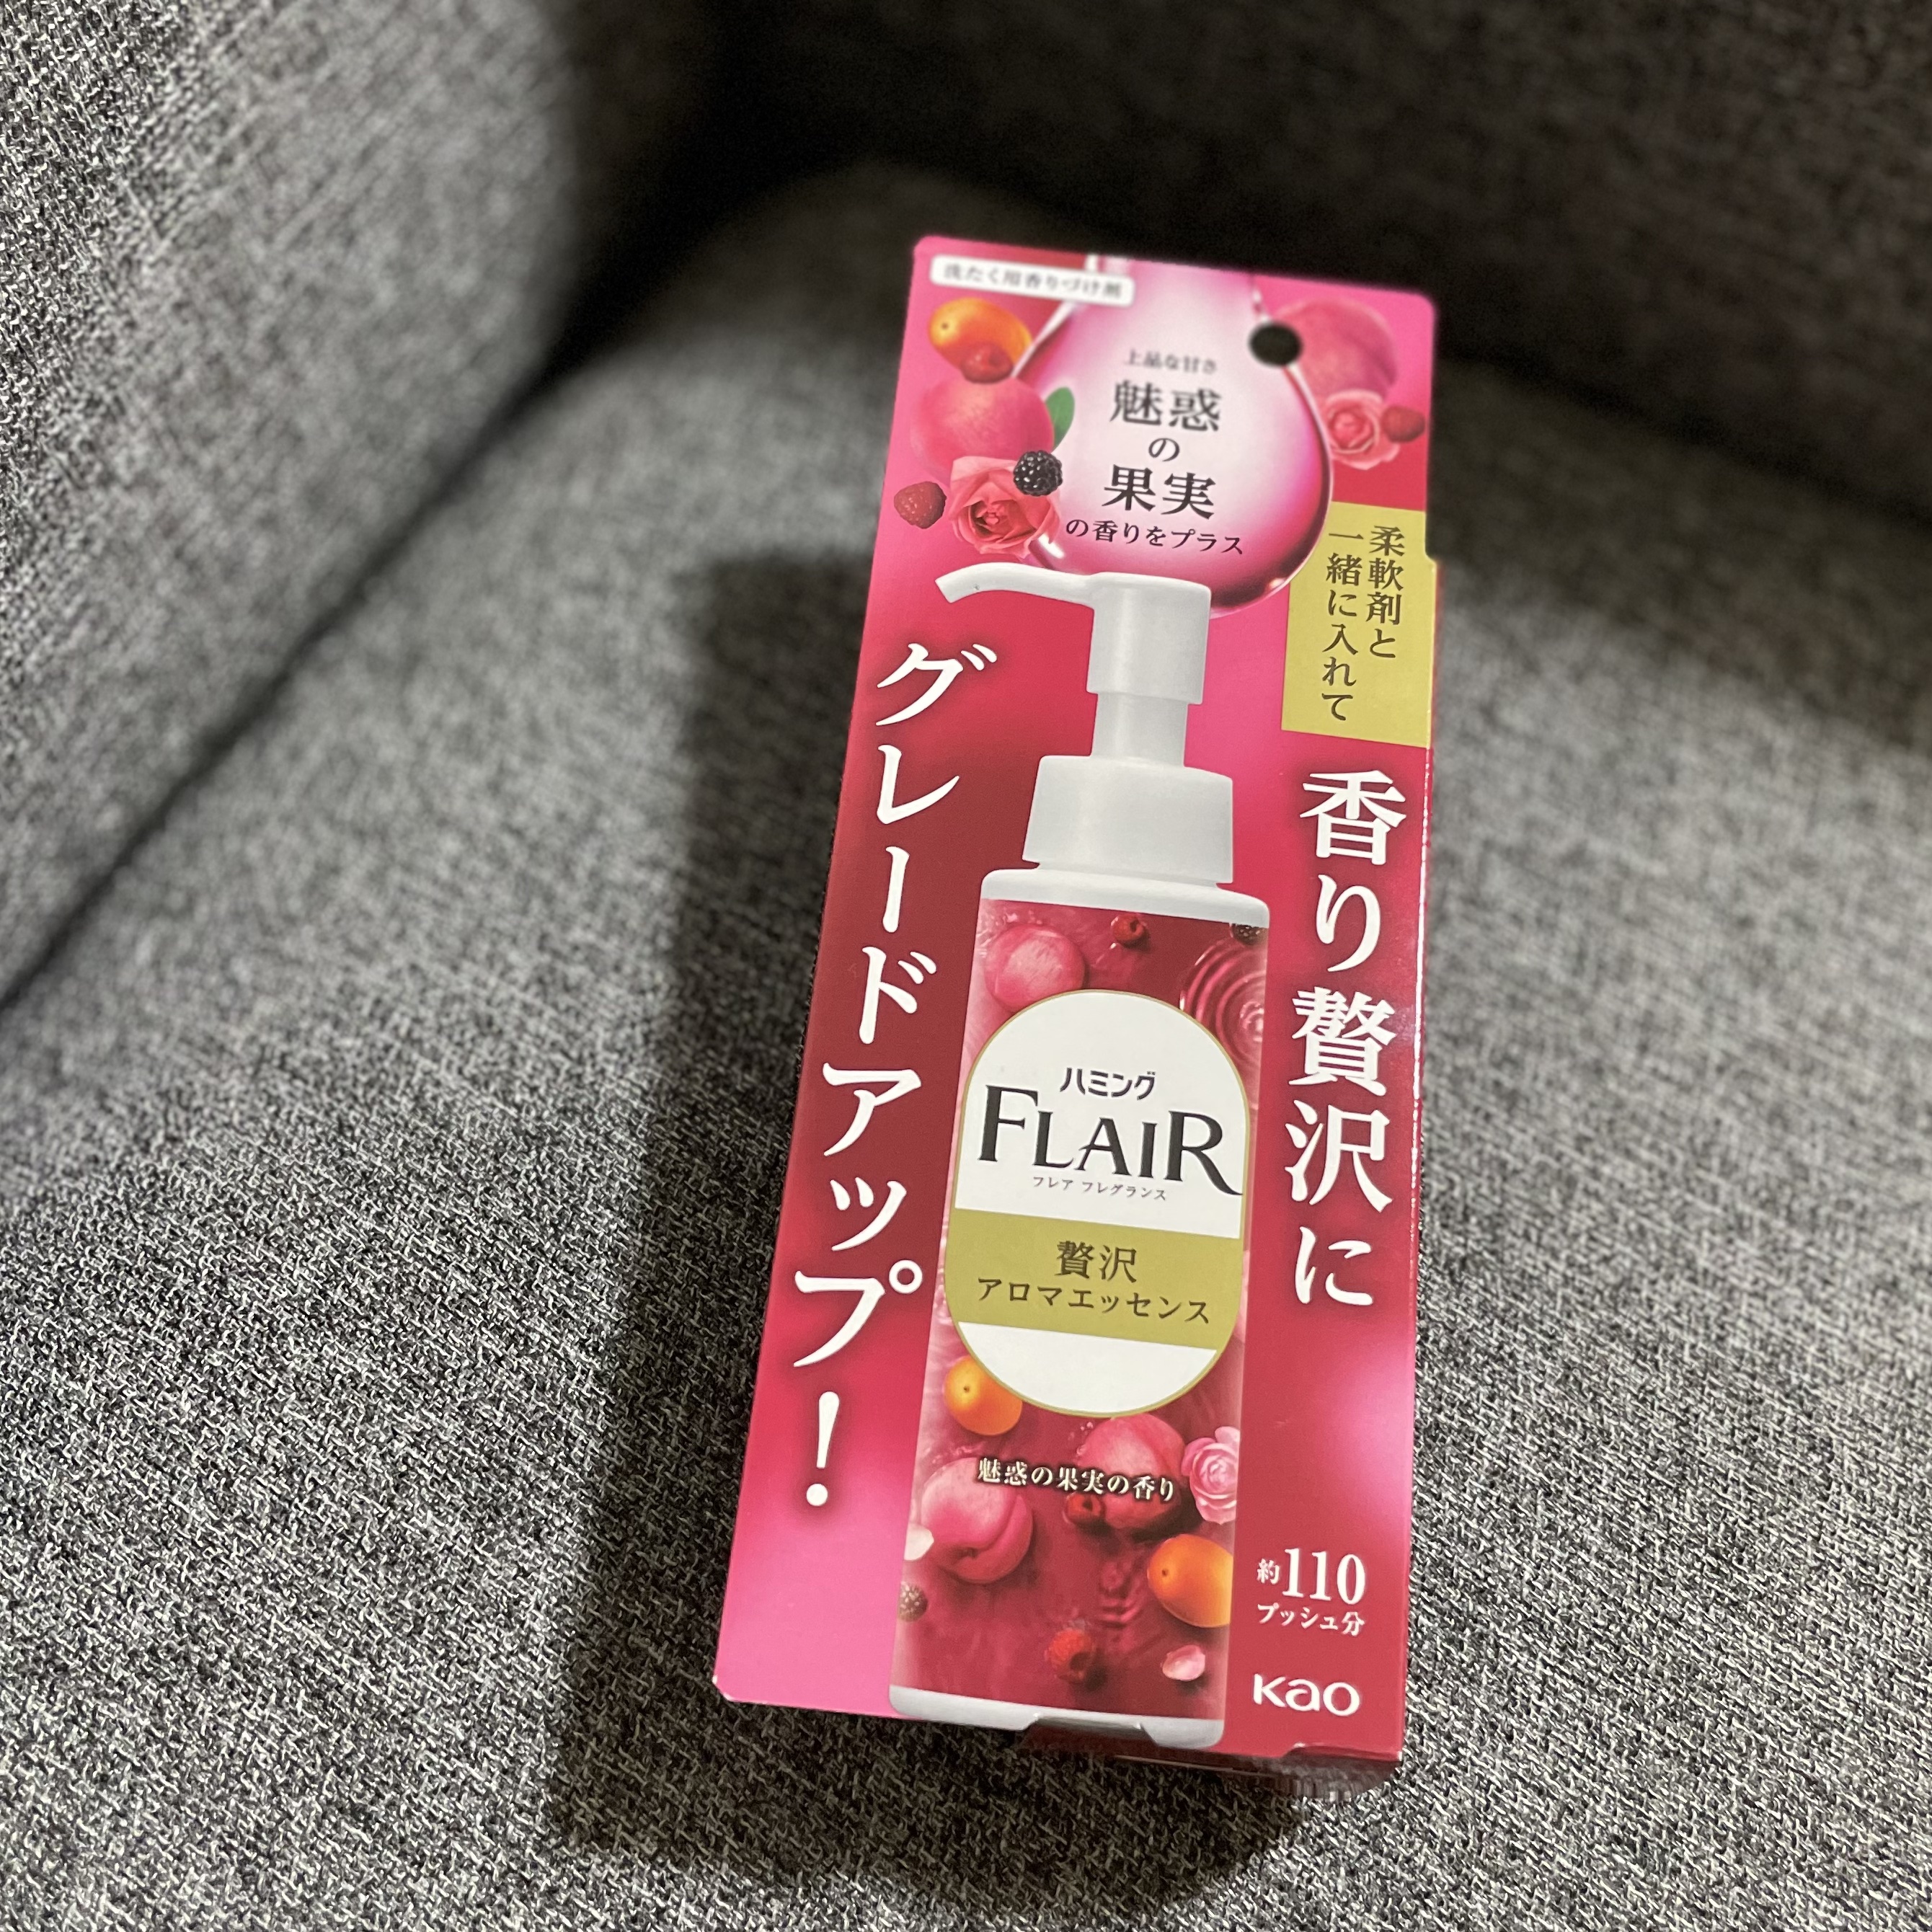 洗たく用香りづけ剤
上品な甘さ
魅惑
の
果実
の香りをプラス
柔軟剤と
一緒に入れて
香り贅沢に
グレードアップ!
ハミング
FLAIR
フレア フレグランス
贅沢
アロマエッセンス
魅惑の果実の香り
約110
プッシュ分
Kao